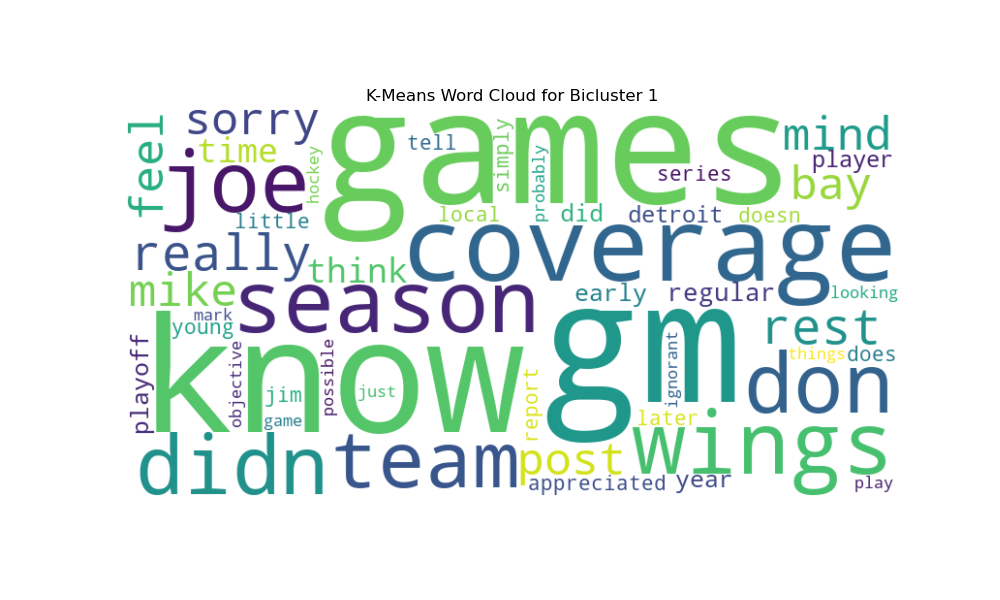 K-Means Word Cloud for Bicluster 1
feel
sorry
time
joe
hockey
games
tell
simply
probably
series
mind
player
bay
little
local
did
detroit
doesn
really
think
coverage
mike
season
early
regular
looking
mark
young
know
gm
rest
playoff
objective
jim
game
possible
just
report
ignorant
things
does
don
later
didn
team
post
wings
appreciated
year
play